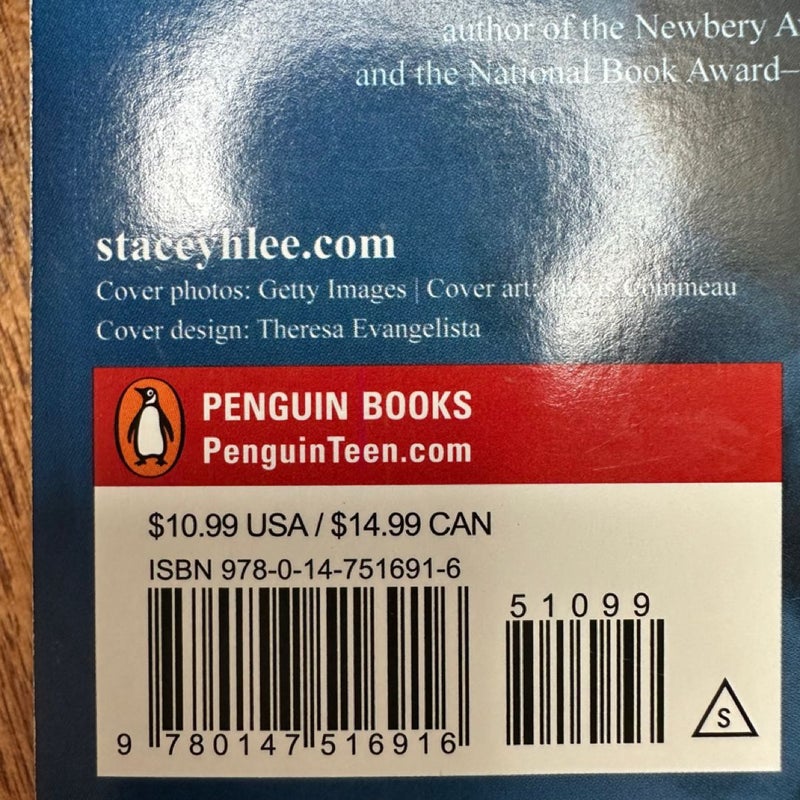 author of the Newbery A
and the National Book Award–
staceyhlee.com
Cover photos: Getty Images | Cover art: Commeau
Cover design: Theresa Evangelista
PENGUIN BOOKS
PenguinTeen.com
$10.99 USA / $14.99 CAN
ISBN 978-0-14-751691-6
51099
9 780147 516916
S